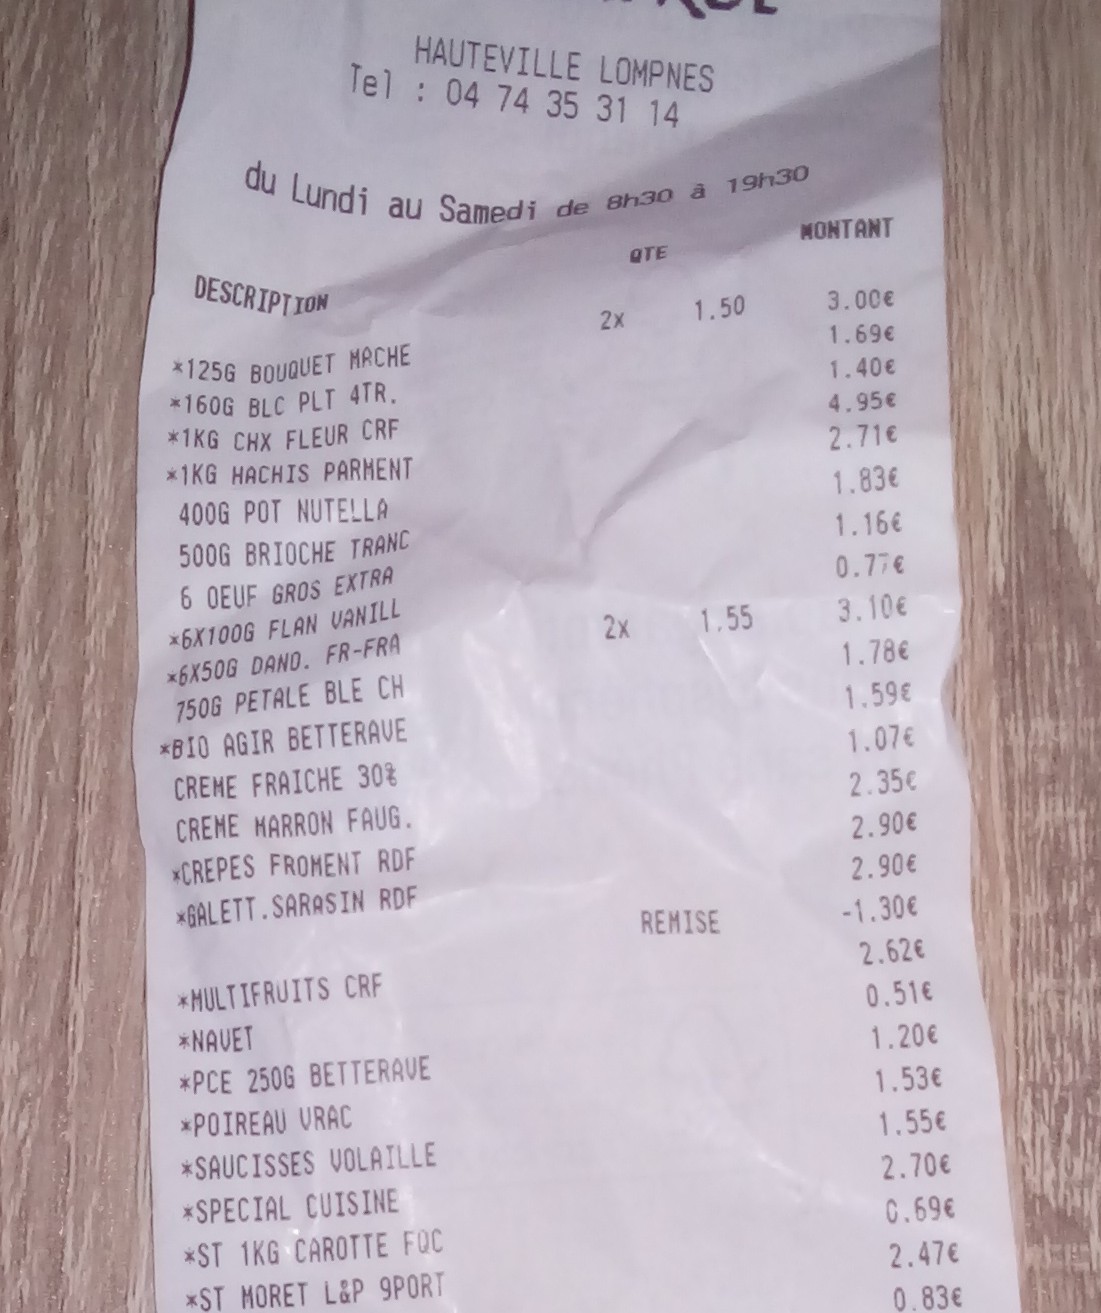 HAUTEVILLE LOMPNES
Tel : 04 74 35 31 14
du Lundi au Samedi de 8h30 à 19h30
DESCRIPTION QTE MONTANT
*125G BOUQUET MACHE 2x 1.50 3.00€
*160G BLC PLT 4TR. 1.69€
*1KG CHX FLEUR CRF 1.40€
*1KG HACHIS PARMENT 4.95€
400G POT NUTELLA 2.71€
500G BRIOCHE TRANC 1.83€
6 OEUF GROS EXTRA 1.16€
*6X100G FLAN VANILL 0.77€
*6X50G DANO. FR-FRA 2x 1.55 3.10€
750G PETALE BLE CH 1.78€
*BIO AGIR BETTERAVE 1.59€
CREME FRAICHE 30% 1.07€
CREME MARRON FAUG. 2.35€
*CREPES FROMENT RDF 2.90€
*GALETT.SARASIN RDF 2.90€
REMISE -1.30€
*MULTIFRUITS CRF 2.62€
*NAVET 0.51€
*PCE 250G BETTERAVE 1.20€
*POIREAU VRAC 1.53€
*SAUCISSES VOLAILLE 1.55€
*SPECIAL CUISINE 2.70€
*ST 1KG CAROTTE FQC 0.69€
*ST MORET L&P 9PORT 2.47€
0.83€